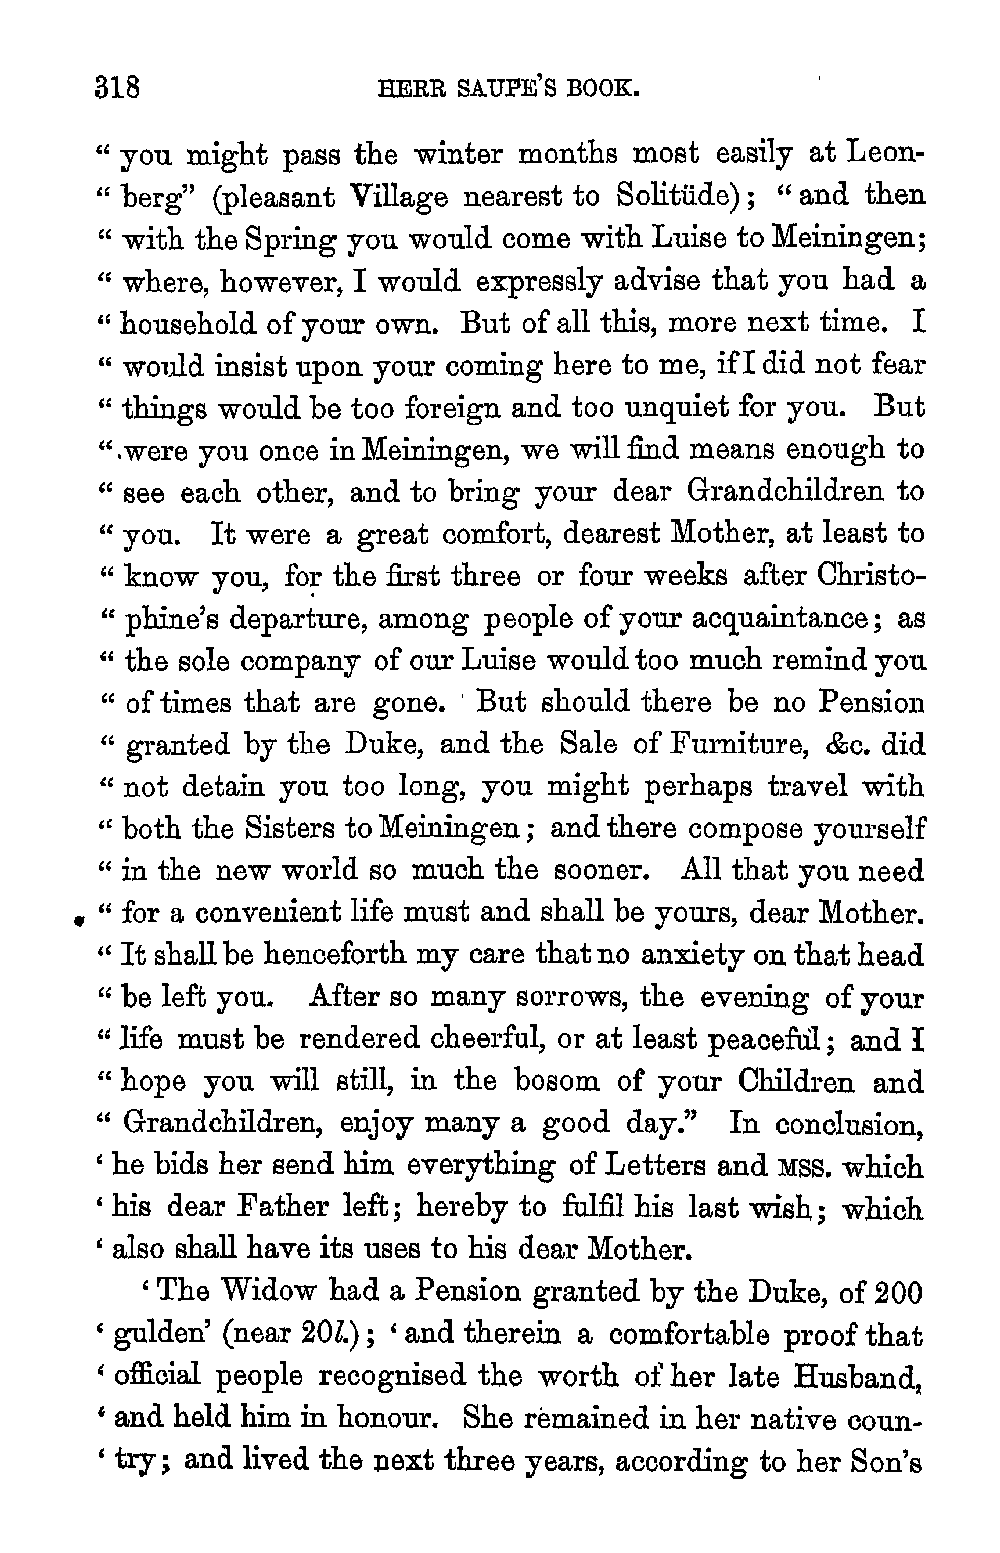 318 HERR SAUPE'S BOOK.
“ you might pass the winter months most easily at Leon-
“ berg” (pleasant Village nearest to Solitüde); “ and then
“ with the Spring you would come with Luise to Meiningen;
“ where, however, I would expressly advise that you had a
“ household of your own. But of all this, more next time. I
“ would insist upon your coming here to me, if I did not fear
“ things would be too foreign and too unquiet for you. But
“ were you once in Meiningen, we will find means enough to
“ see each other, and to bring your dear Grandchildren to
“ you. It were a great comfort, dearest Mother, at least to
“ know you, for the first three or four weeks after Christo-
“ phine's departure, among people of your acquaintance; as
“ the sole company of our Luise would too much remind you
“ of times that are gone. But should there be no Pension
“ granted by the Duke, and the Sale of Furniture, &c. did
“ not detain you too long, you might perhaps travel with
“ both the Sisters to Meiningen; and there compose yourself
“ in the new world so much the sooner. All that you need
“ for a convenient life must and shall be yours, dear Mother.
“ It shall be henceforth my care that no anxiety on that head
“ be left you. After so many sorrows, the evening of your
“ life must be rendered cheerful, or at least peaceful; and I
“ hope you will still, in the bosom of your Children and
“ Grandchildren, enjoy many a good day.” In conclusion,
‘ he bids her send him everything of Letters and MSS. which
‘ his dear Father left; hereby to fulfil his last wish; which
‘ also shall have its uses to his dear Mother.
‘ The Widow had a Pension granted by the Duke, of 200
‘ gulden’ (near 20l.); ‘ and therein a comfortable proof that
‘ official people recognised the worth of her late Husband,
‘ and held him in honour. She remained in her native coun-
‘ try; and lived the next three years, according to her Son's